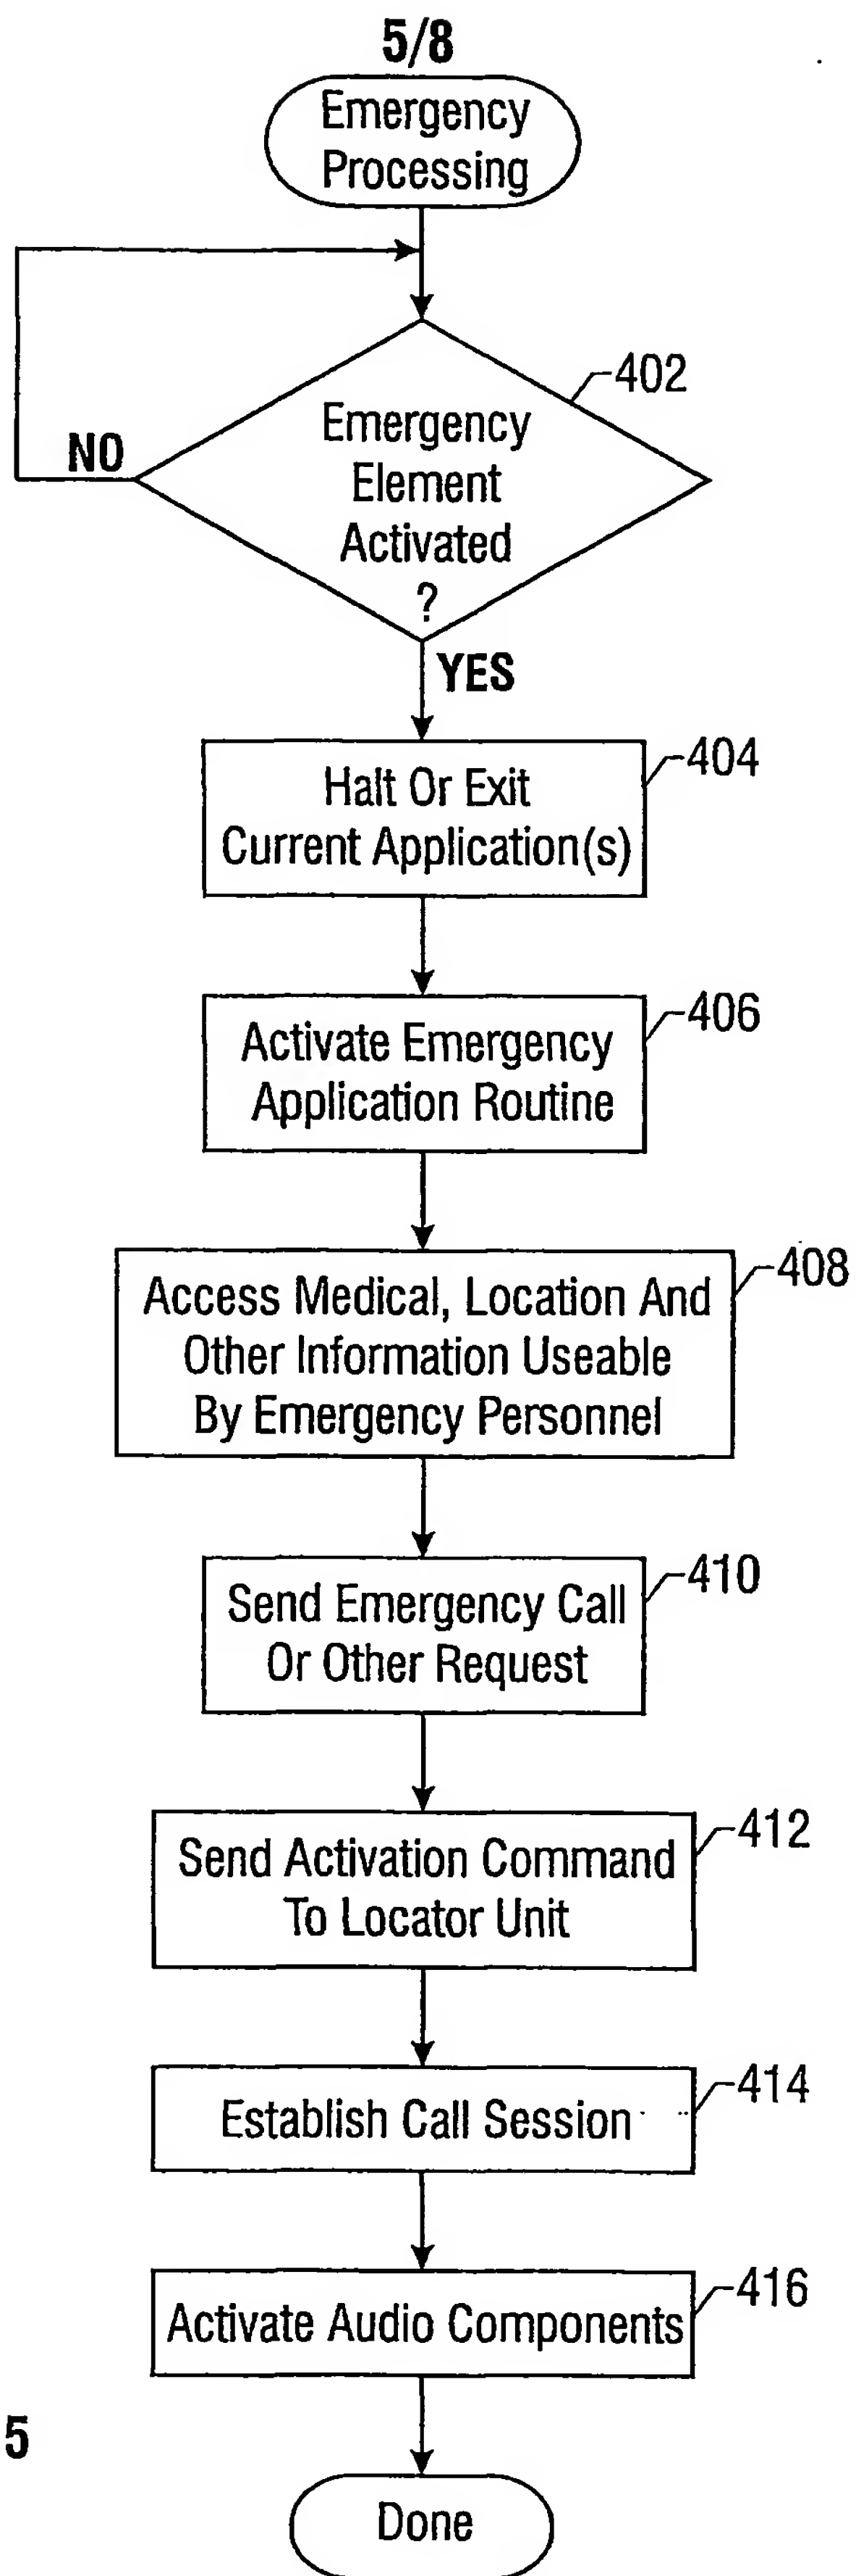 5/8
Emergency
Processing
402
Emergency
Element
Activated
?
NO
YES
404
Halt Or Exit
Current Application(s)
406
Activate Emergency
Application Routine
408
Access Medical, Location And
Other Information Useable
By Emergency Personnel
410
Send Emergency Call
Or Other Request
412
Send Activation Command
To Locator Unit
414
Establish Call Session
416
Activate Audio Components
5
Done